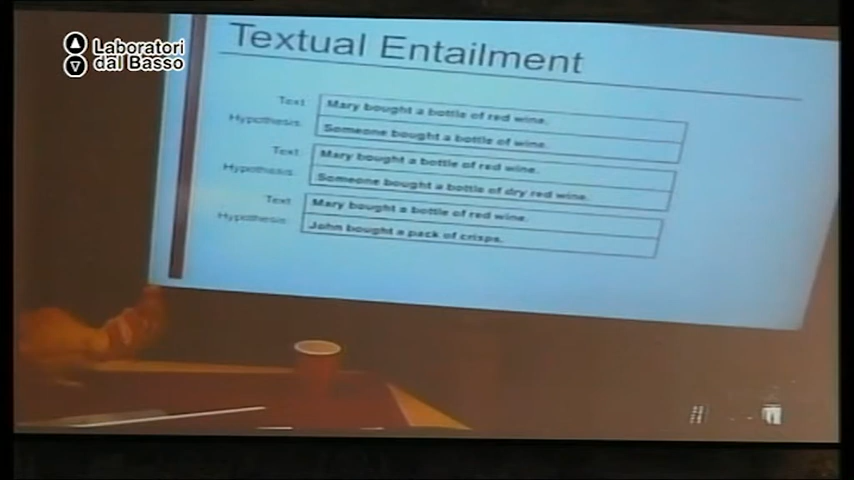 Laboratori
dal Basso
Textual Entailment
Text
Mary bought a bottle of red wine.
Hypothesis
Someone bought a bottle of wine.
Text
Mary bought a bottle of red wine.
Hypothesis
Someone bought a bottle of dry red wine.
Text
Mary bought a bottle of red wine.
Hypothesis
John bought a pack of crisps.